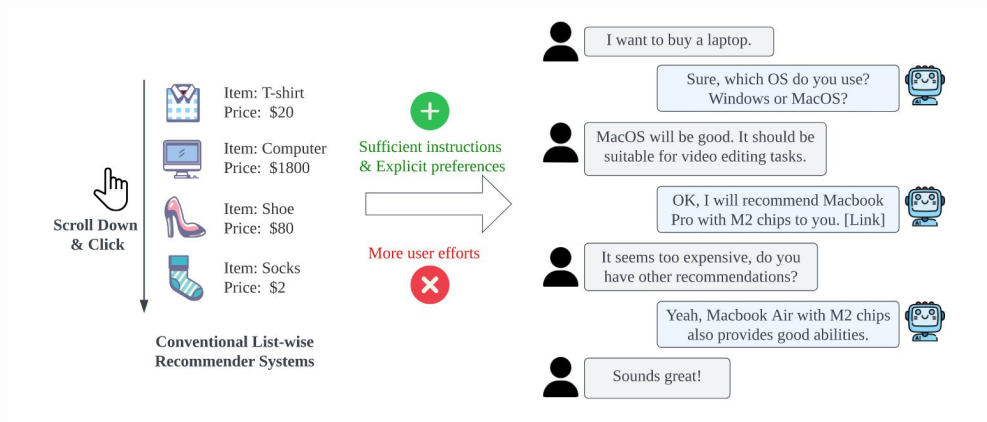 Item: T-shirt
Price: $20
Item: Computer
Price: $1800
Item: Shoe
Price: $80
Item: Socks
Price: $2
Scroll Down
& Click
Conventional List-wise
Recommender Systems
Sufficient instructions
& Explicit preferences
More user efforts
I want to buy a laptop.
Sure, which OS do you use?
Windows or MacOS?
MacOS will be good. It should be
suitable for video editing tasks.
OK, I will recommend Macbook
Pro with M2 chips to you. [Link]
It seems too expensive, do you
have other recommendations?
Yeah, Macbook Air with M2 chips
also provides good abilities.
Sounds great!
AI
AI
AI